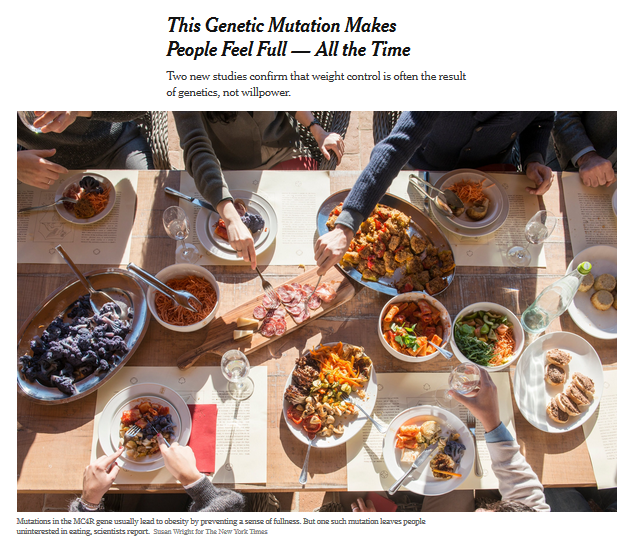 This Genetic Mutation Makes
People Feel Full — All the Time
Two new studies confirm that weight control is often the result
of genetics, not willpower.
Mutations in the MC4R gene usually lead to obesity by preventing a sense of fullness. But one such mutation leaves people
uninterested in eating, scientists report. Susan Wright for The New York Times